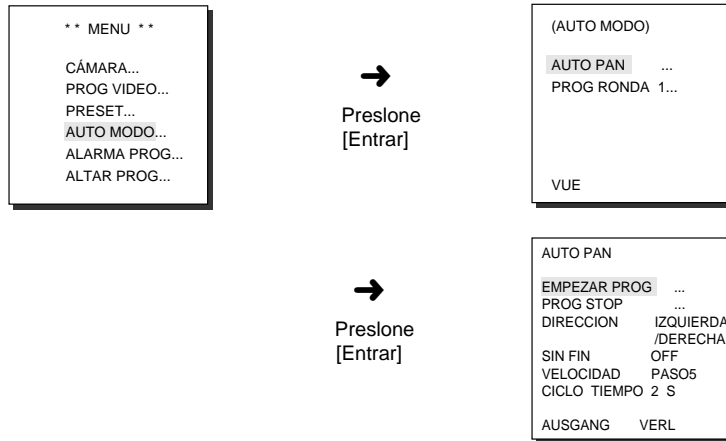 * * MENU * *
CÁMARA...
PROG VIDEO...
PRESET...
AUTO MODO...
ALARMA PROG...
ALTAR PROG...
Preslone
[Entrar]
(AUTO MODO)
AUTO PAN ...
PROG RONDA 1...
VUE
Preslone
[Entrar]
AUTO PAN
EMPEZAR PROG ...
PROG STOP ...
DIRECCION IZQUIERDA
/DERECHA
SIN FIN OFF
VELOCIDAD PASO5
CICLO TIEMPO 2 S
AUSGANG VERL